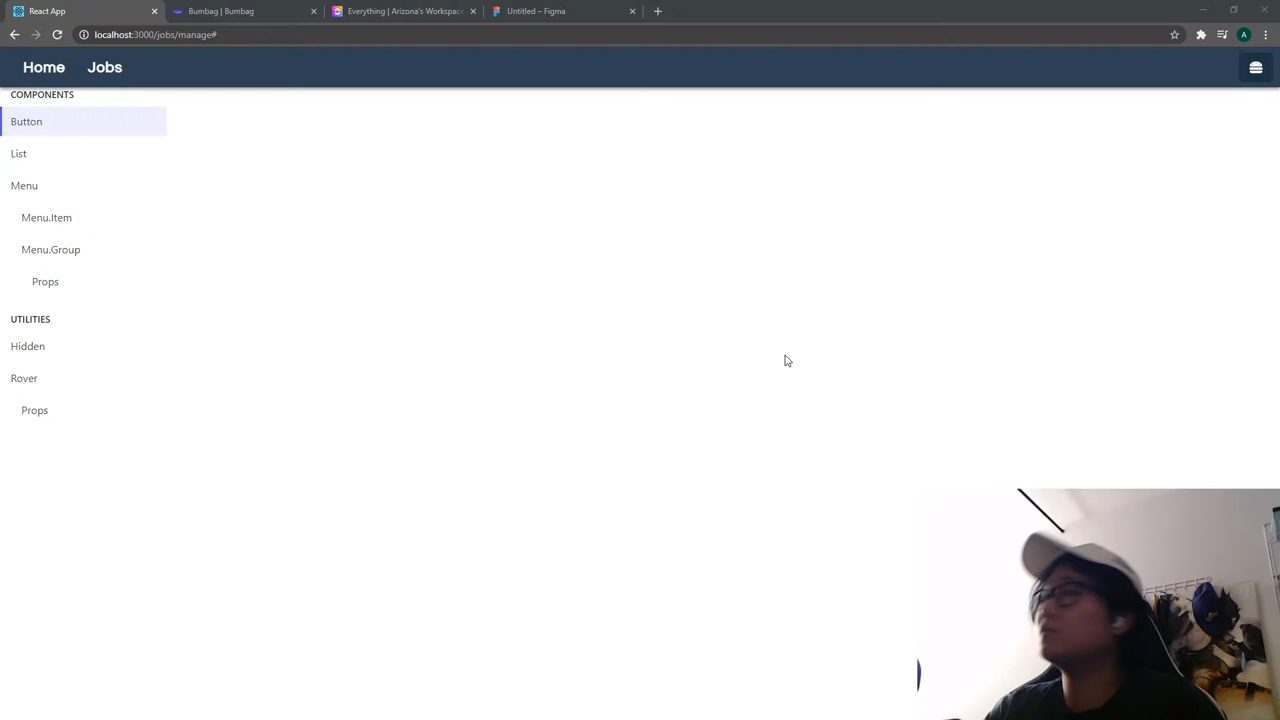 React App
Bumbag | Bumbag
Everything | Arizona's Workspace
Untitled – Figma
localhost:3000/jobs/manage#
A
Home
Jobs
COMPONENTS
Button
List
Menu
Menu.Item
Menu.Group
Props
UTILITIES
Hidden
Rover
Props